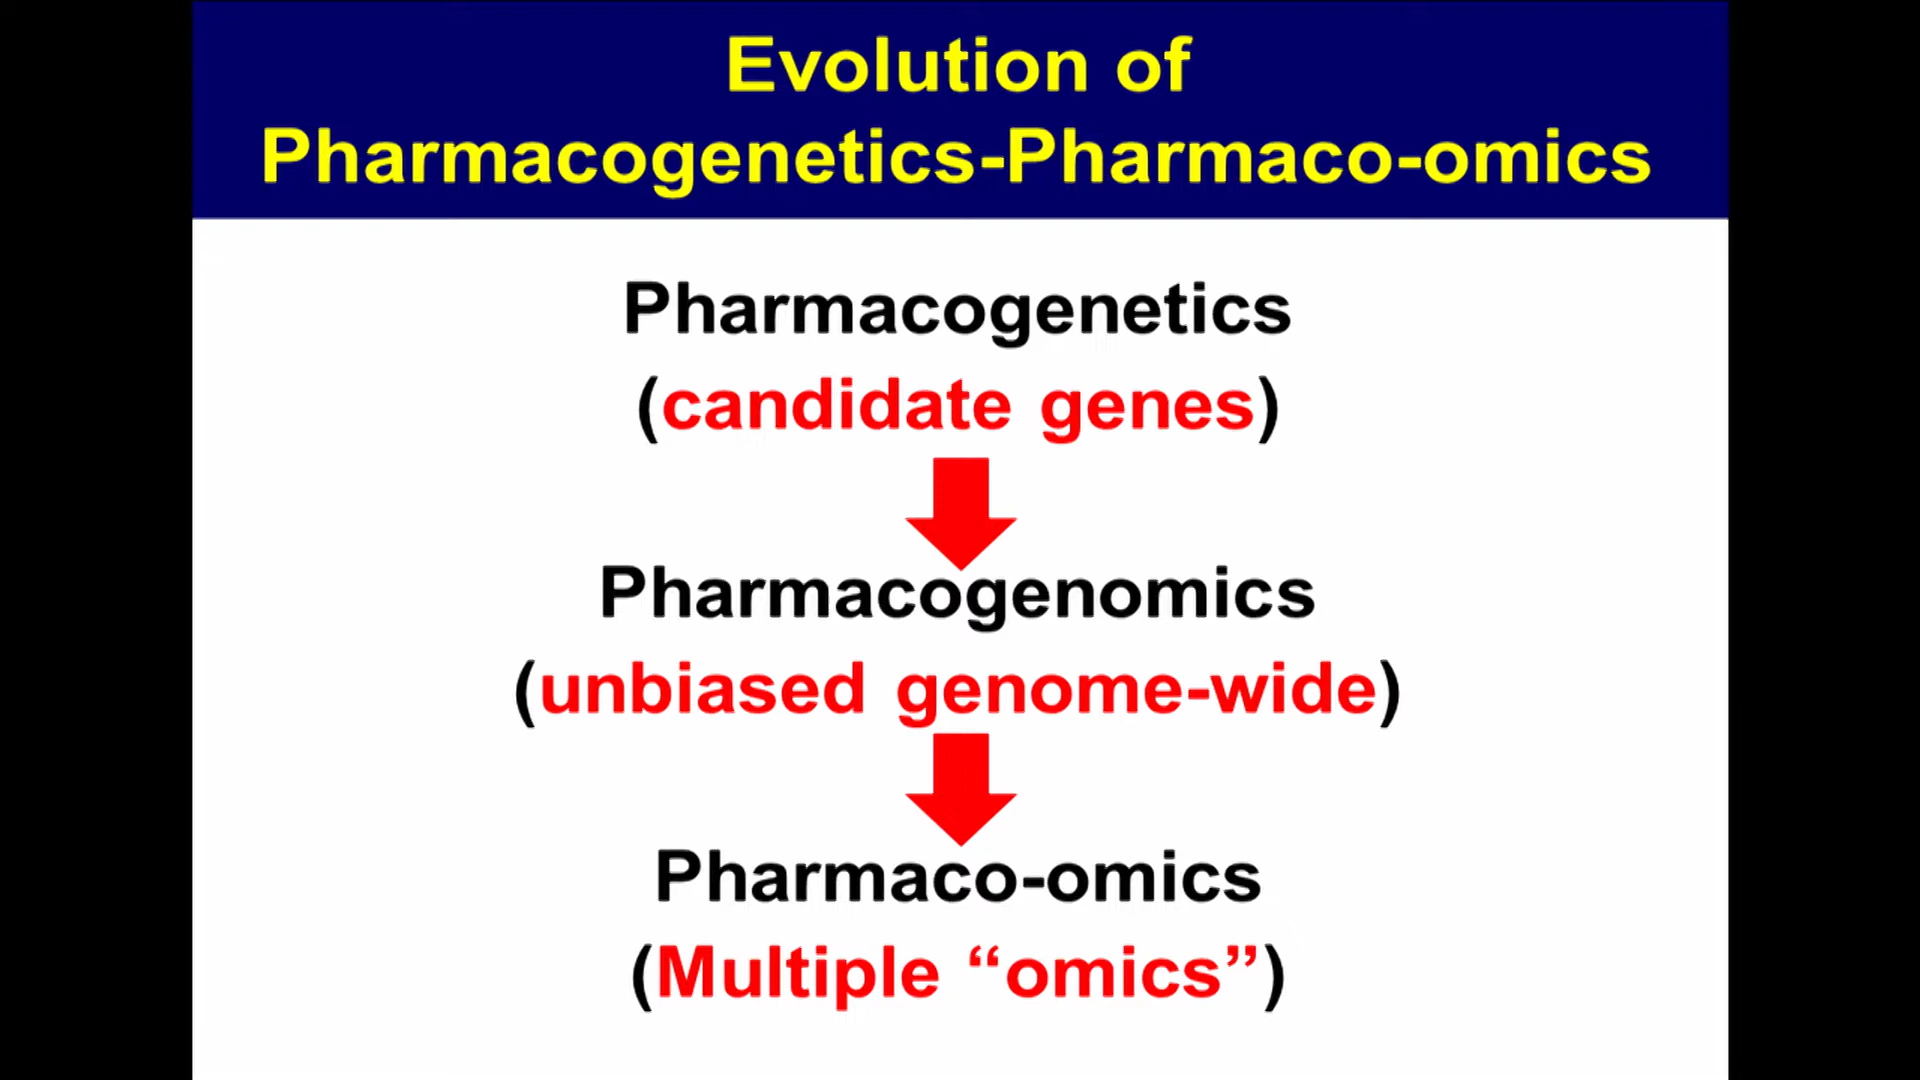 Evolution of
Pharmacogenetics-Pharmaco-omics
Pharmacogenetics
(candidate genes)
Pharmacogenomics
(unbiased genome-wide)
Pharmaco-omics
(Multiple “omics”)